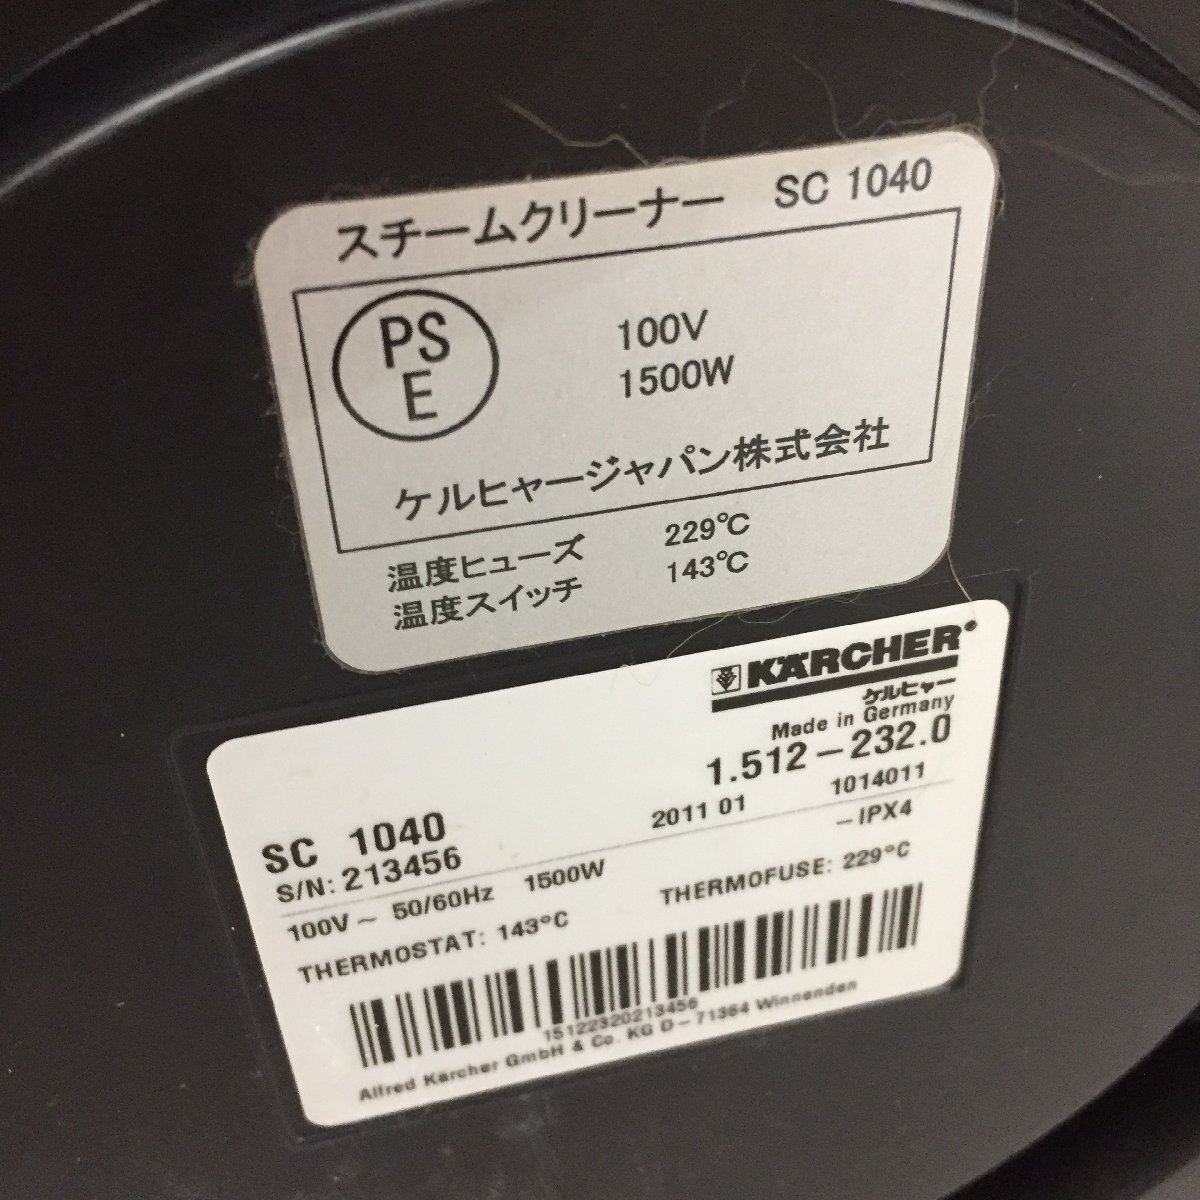 スチームクリーナー SC 1040
PS
E
100V
1500W
ケルヒャージャパン株式会社
温度ヒューズ 229℃
温度スイッチ 143℃
KÄRCHER®
ケルヒャー
Made in Germany
1.512-232.0
SC 1040
S/N: 213456 2011 01 1014011
100V~ 50/60Hz 1500W -IPX4
THERMOSTAT: 143°C THERMOFUSE: 229°C
15122320213456
Alfred Kärcher GmbH & Co. KG D-71364 Winnenden